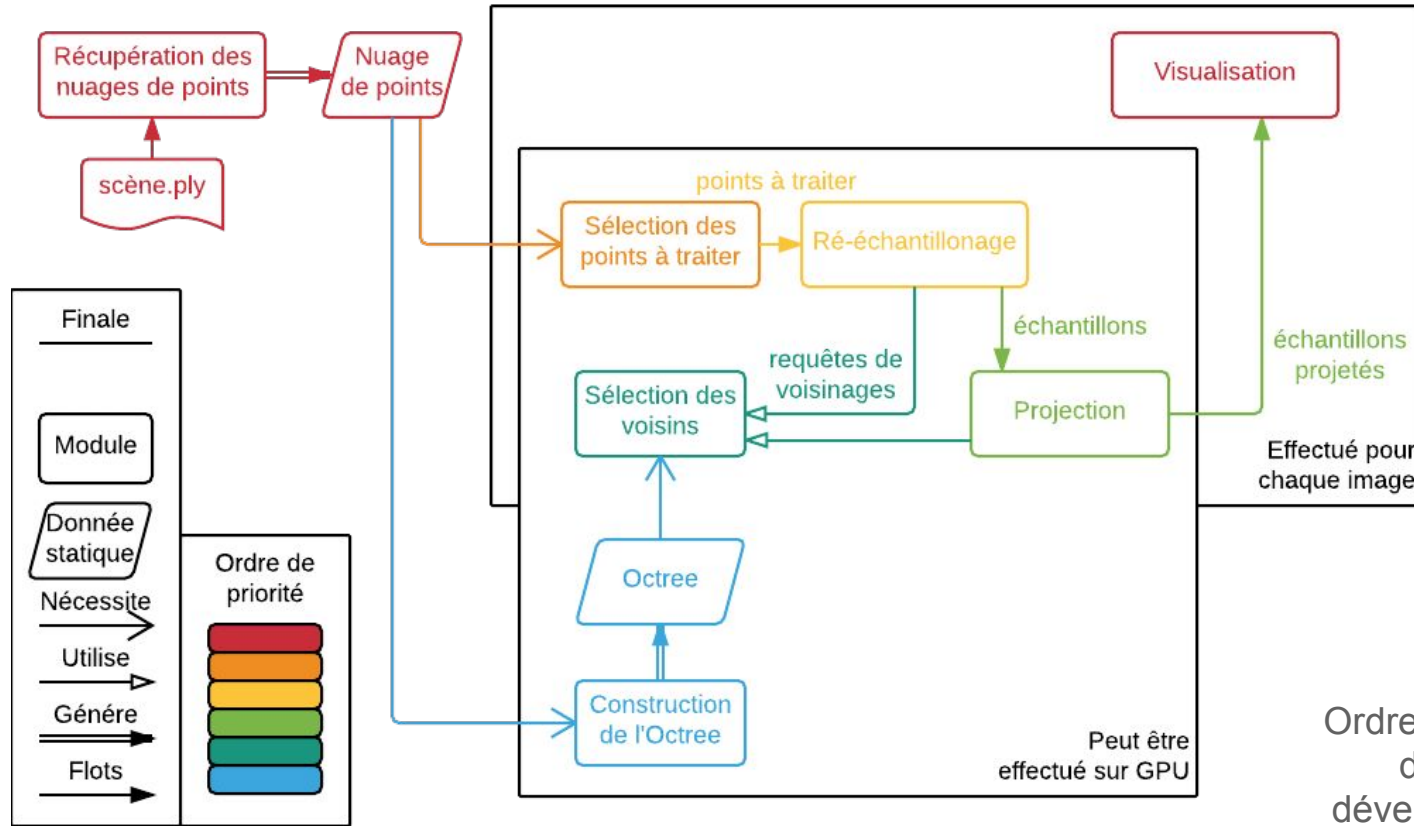 Récupération des
nuages de points
Nuage
de points
scène.ply
Visualisation
points à traiter
Sélection des
points à traiter
Ré-échantillonage
échantillons
échantillons
projetés
requêtes de
voisinages
Sélection des
voisins
Projection
Effectué pour
chaque image
Octree
Construction
de l'Octree
Peut être
effectué sur GPU
Finale
Module
Donnée
statique
Nécessite
Utilise
Génére
Flots
Ordre de
priorité
Ordre